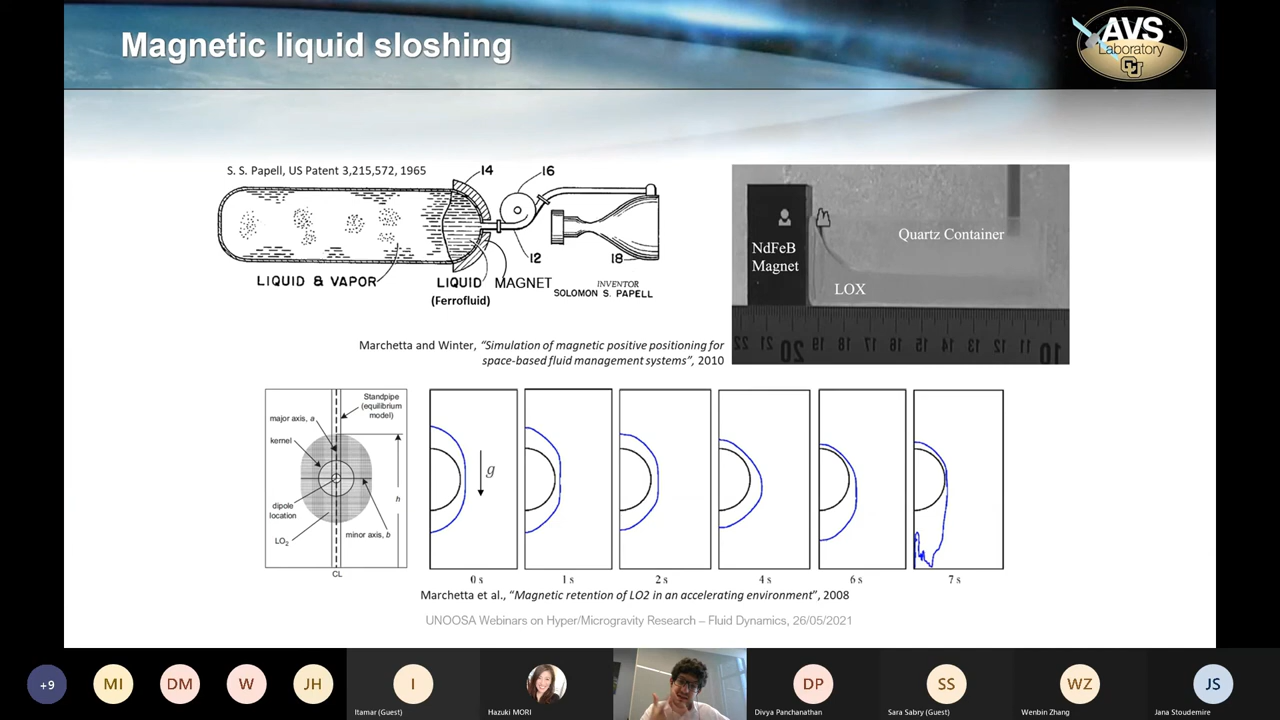 Magnetic liquid sloshing
AVS
Laboratory
S. S. Papell, US Patent 3,215,572, 1965
14
16
12
18
LIQUID & VAPOR
LIQUID
(Ferrofluid)
MAGNET
INVENTOR
SOLOMON S. PAPELL
NdFeB
Magnet
Quartz Container
LOX
22 21 20 19 18 17 16 15 14 13 12 11 10
Marchetta and Winter, “Simulation of magnetic positive positioning for
space-based fluid management systems”, 2010
Standpipe
(equilibrium
model)
major axis, a
kernel
h
dipole
location
LO2
minor axis, b
CL
g
0 s
1 s
2 s
4 s
6 s
7 s
Marchetta et al., “Magnetic retention of LO2 in an accelerating environment”, 2008
UNOOSA Webinars on Hyper/Microgravity Research – Fluid Dynamics, 26/05/2021
+9
MI
DM
W
JH
I
Itamar (Guest)
Hazuki MORI
DP
Divya Panchanathan
SS
Sara Sabry (Guest)
WZ
Wenbin Zhang
JS
Jana Stoudemire